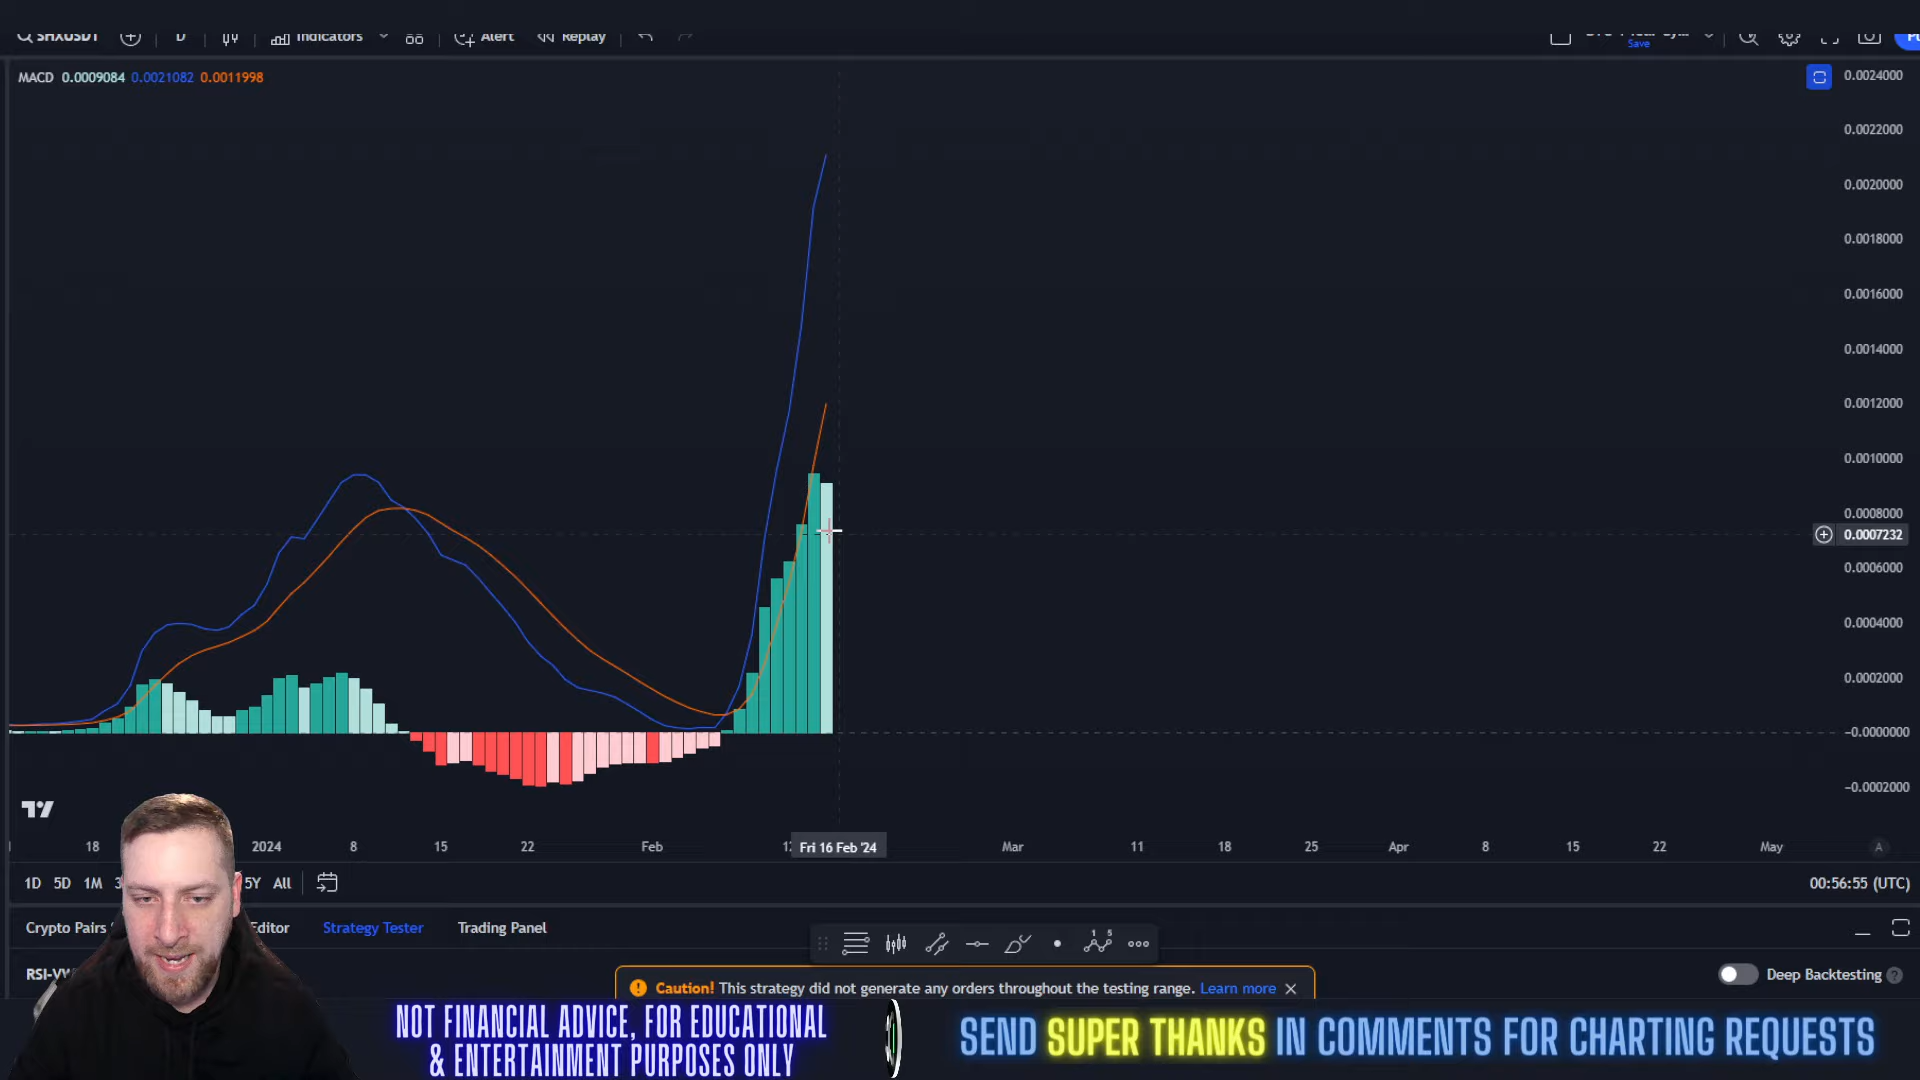 SHXUSDT D Indicators Alert Replay
Save
MACD 0.0009084 0.0021082 0.0011998
0.0024000
0.0022000
0.0020000
0.0018000
0.0016000
0.0014000
0.0012000
0.0010000
0.0008000
0.0007232
0.0006000
0.0004000
0.0002000
−0.0000000
−0.0002000
18 2024 8 15 22 Feb Fri 16 Feb '24 Mar 11 18 25 Apr 8 15 22 May A
1D 5D 1M 5Y All 00:56:55 (UTC)
Crypto Pairs Editor Strategy Tester Trading Panel
1 5
Deep Backtesting ?
Caution! This strategy did not generate any orders throughout the testing range. Learn more
NOT FINANCIAL ADVICE, FOR EDUCATIONAL
& ENTERTAINMENT PURPOSES ONLY
SEND SUPER THANKS IN COMMENTS FOR CHARTING REQUESTS